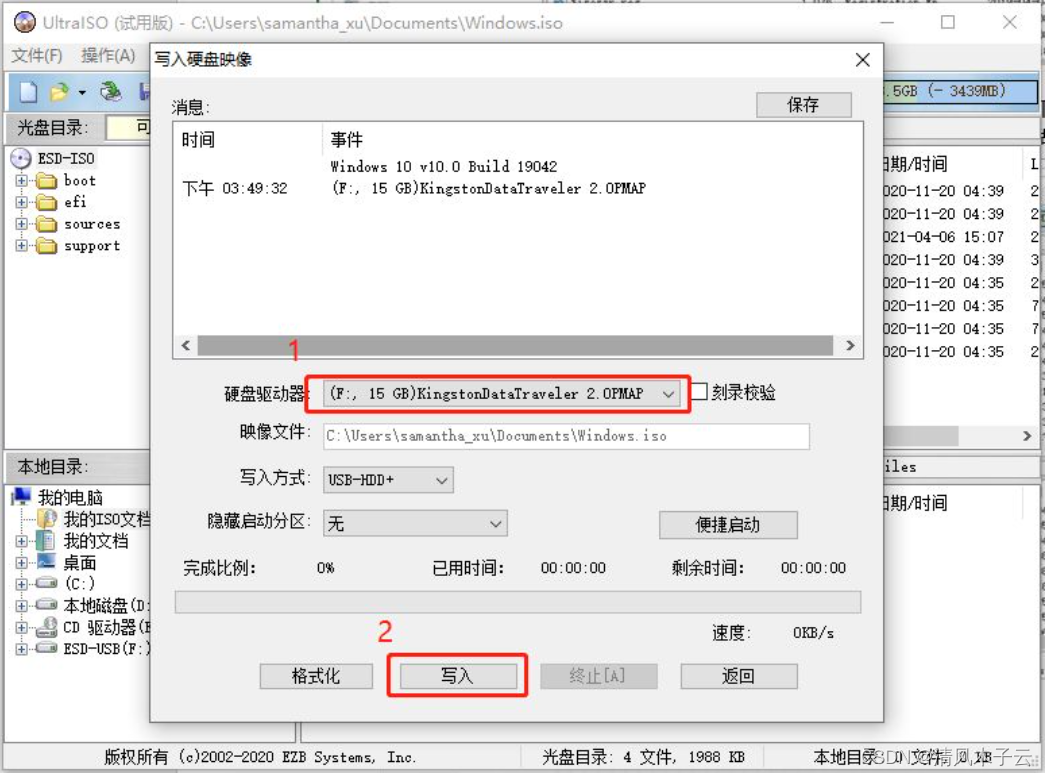 UltraISO (试用版) - C:\Users\samantha_xu\Documents\Windows.iso
文件(F) 操作(A)
写入硬盘映像
.5GB (- 3439MB)
消息:
保存
光盘目录: 可
时间 事件
Windows 10 v10.0 Build 19042
下午 03:49:32 (F:, 15 GB)KingstonDataTraveler 2.0PMAP
ESD-ISO
boot
efi
sources
support
日期/时间
020-11-20 04:39
020-11-20 04:39
021-04-06 15:07
020-11-20 04:39
020-11-20 04:35
020-11-20 04:35
020-11-20 04:35
020-11-20 04:35
1
硬盘驱动器: (F:, 15 GB)KingstonDataTraveler 2.0PMAP 刻录校验
映像文件: C:\Users\samantha_xu\Documents\Windows.iso
写入方式: USB-HDD+
隐藏启动分区: 无 便捷启动
完成比例: 0% 已用时间: 00:00:00 剩余时间: 00:00:00
速度: 0KB/s
2
格式化 写入 终止[A] 返回
本地目录:
iles
日期/时间
我的电脑
我的ISO文档
我的文档
桌面
(C:)
本地磁盘(D:
CD 驱动器(E
ESD-USB(F:)
版权所有 (c)2002-2020 EZB Systems, Inc. 光盘目录: 4 文件, 1988 KB 本地目录: 0 文件, 0 KB
CSDN @清风木子云